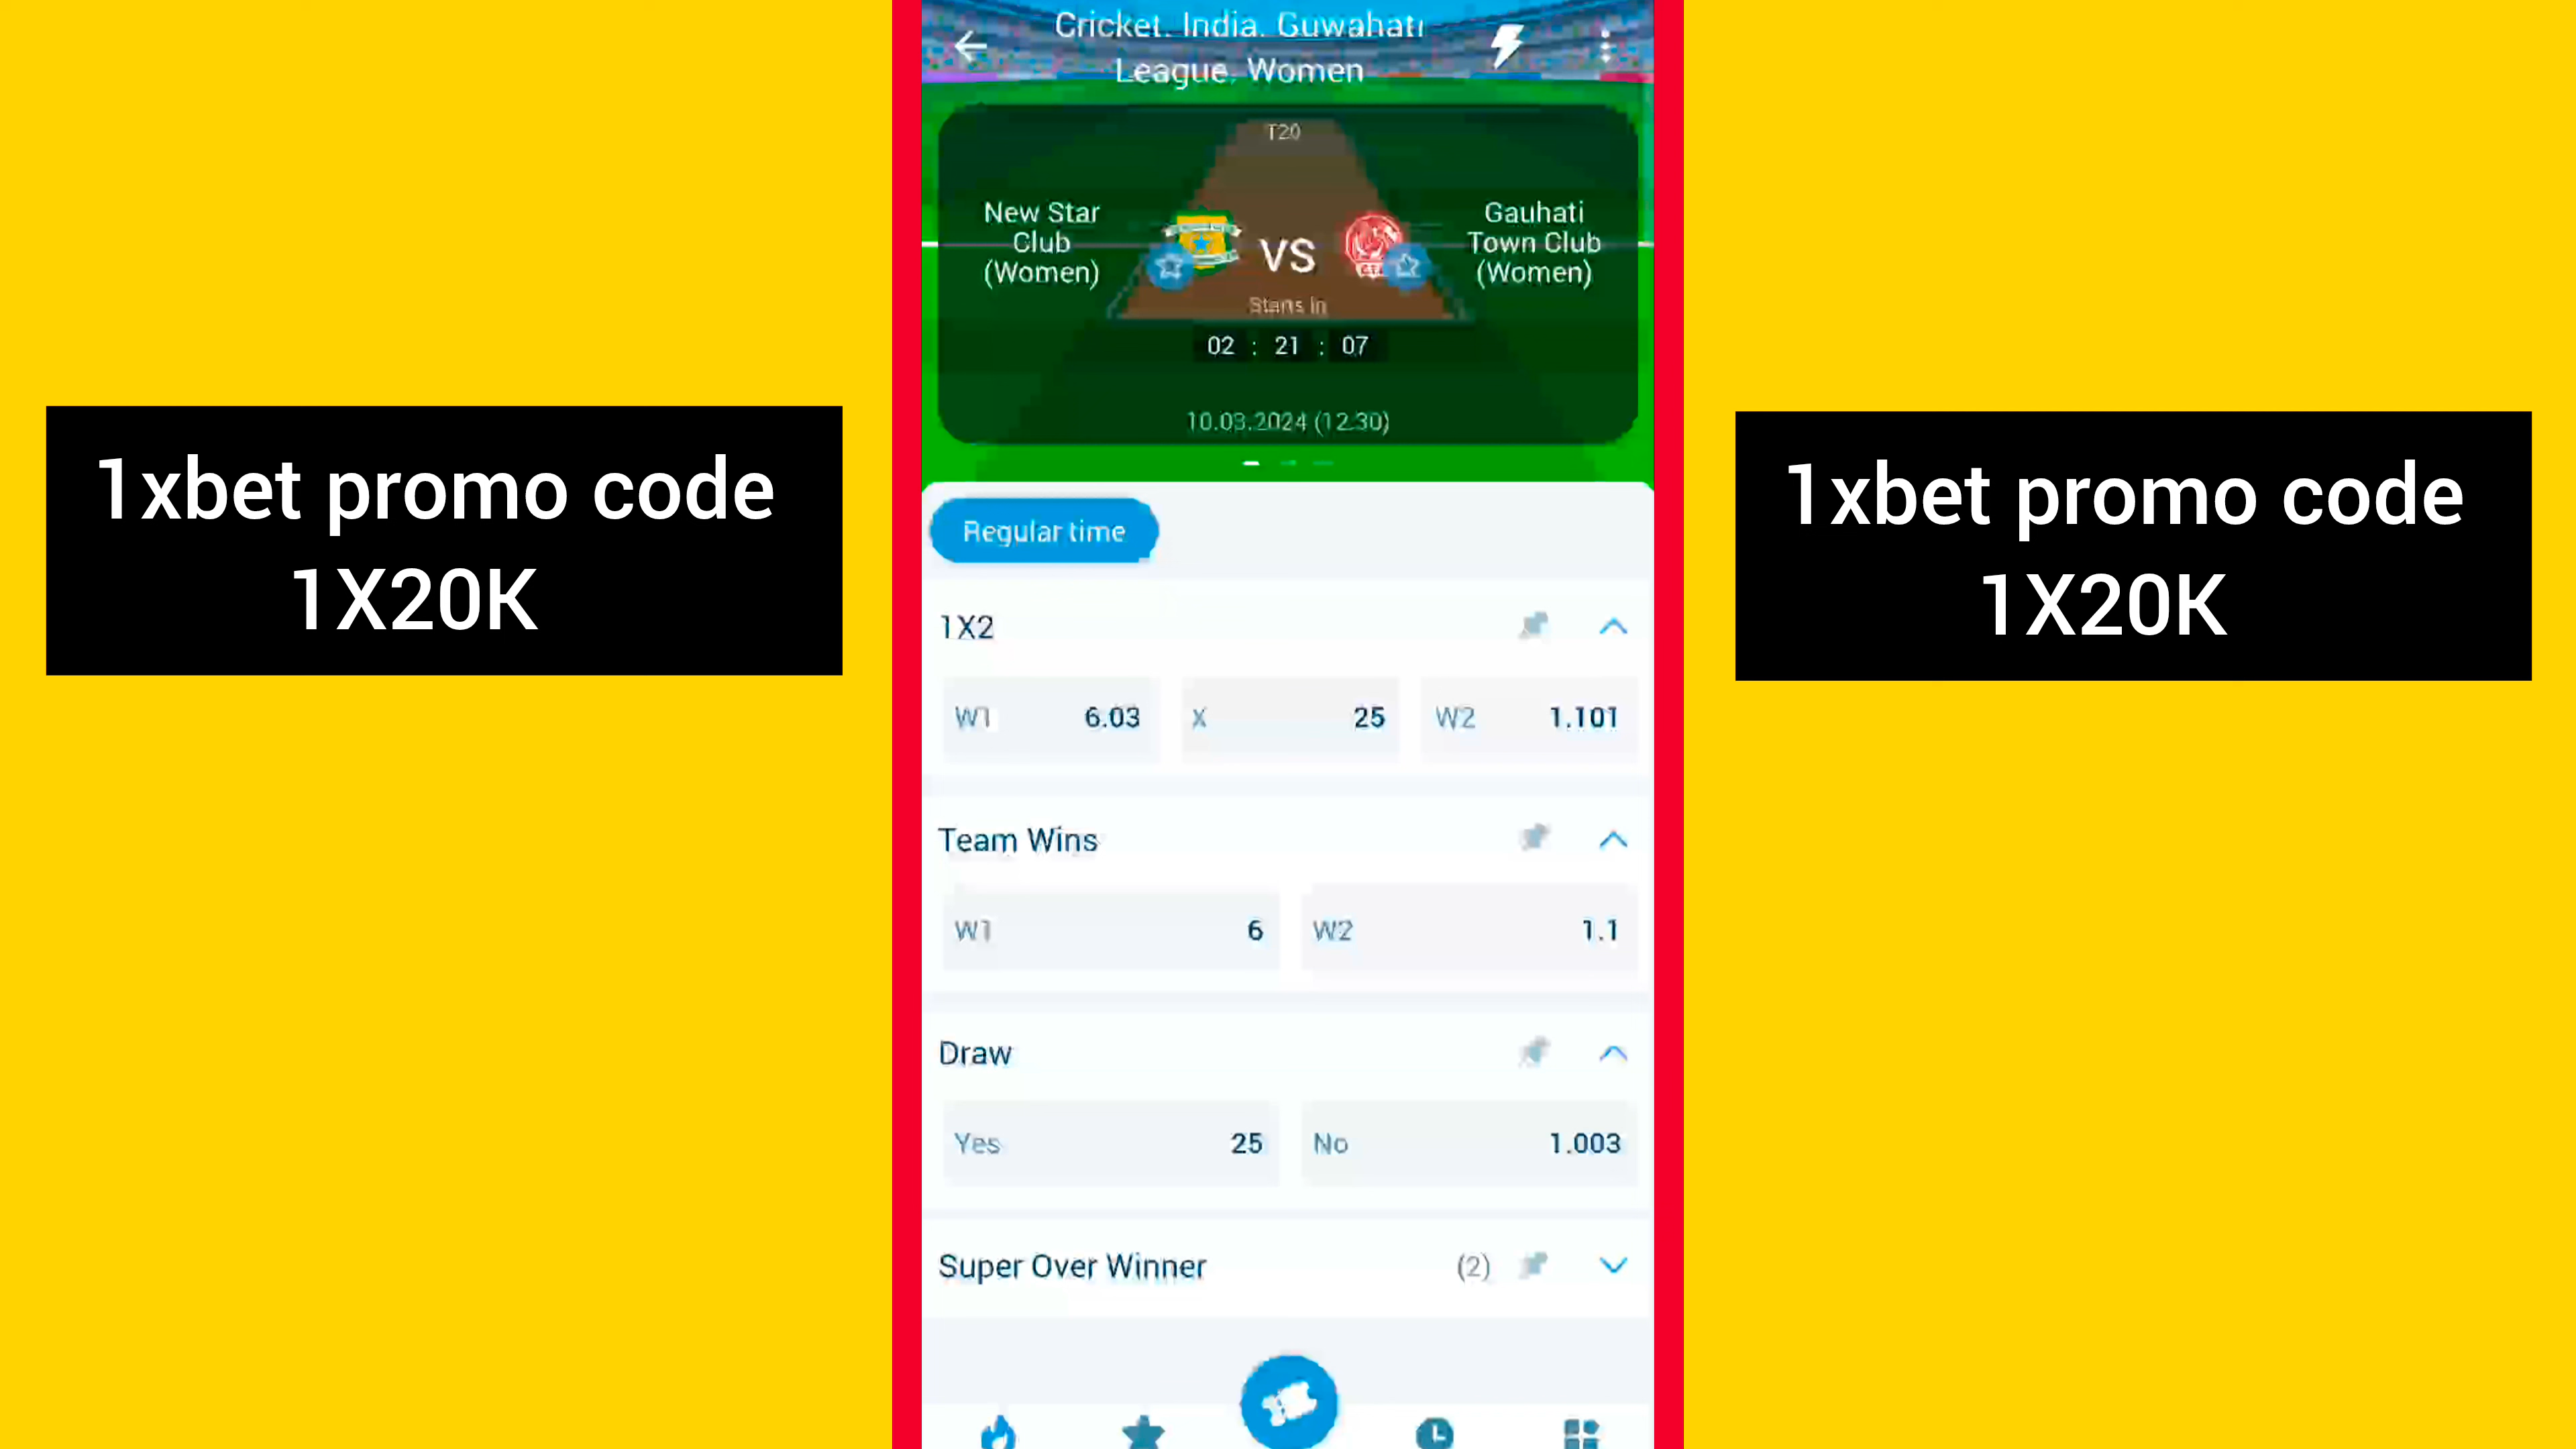 Cricket. India. Guwahati
League. Women
T20
New Star
Club
(Women)
VS
Gauhati
Town Club
(Women)
Starts in
02 : 21 : 07
10.03.2024 (12:30)
1xbet promo code
1X20K
1xbet promo code
1X20K
Regular time
1X2
W1 6.03 X 25 W2 1.101
Team Wins
W1 6 W2 1.1
Draw
Yes 25 No 1.003
Super Over Winner (2)